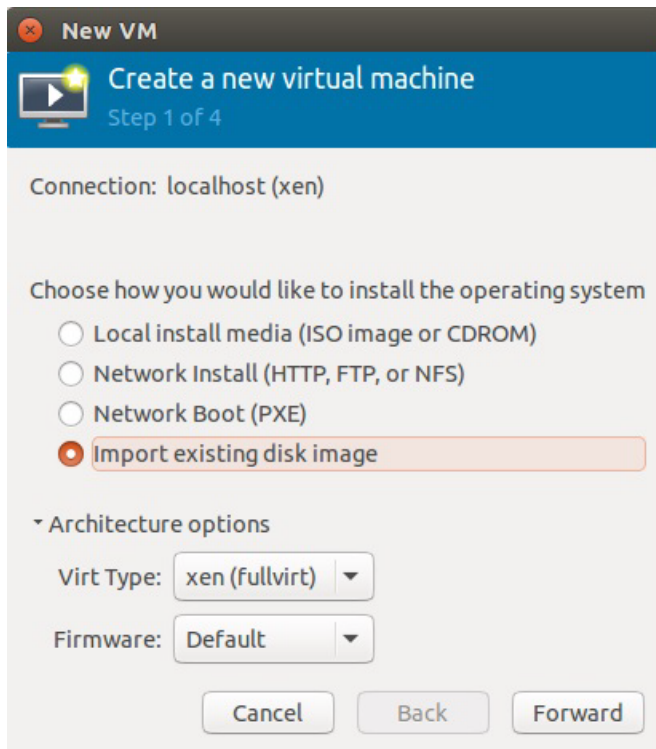 New VM
Create a new virtual machine
Step 1 of 4
Connection: localhost (xen)
Choose how you would like to install the operating system
Local install media (ISO image or CDROM)
Network Install (HTTP, FTP, or NFS)
Network Boot (PXE)
Import existing disk image
Architecture options
Virt Type: xen (fullvirt)
Firmware: Default
Cancel Back Forward